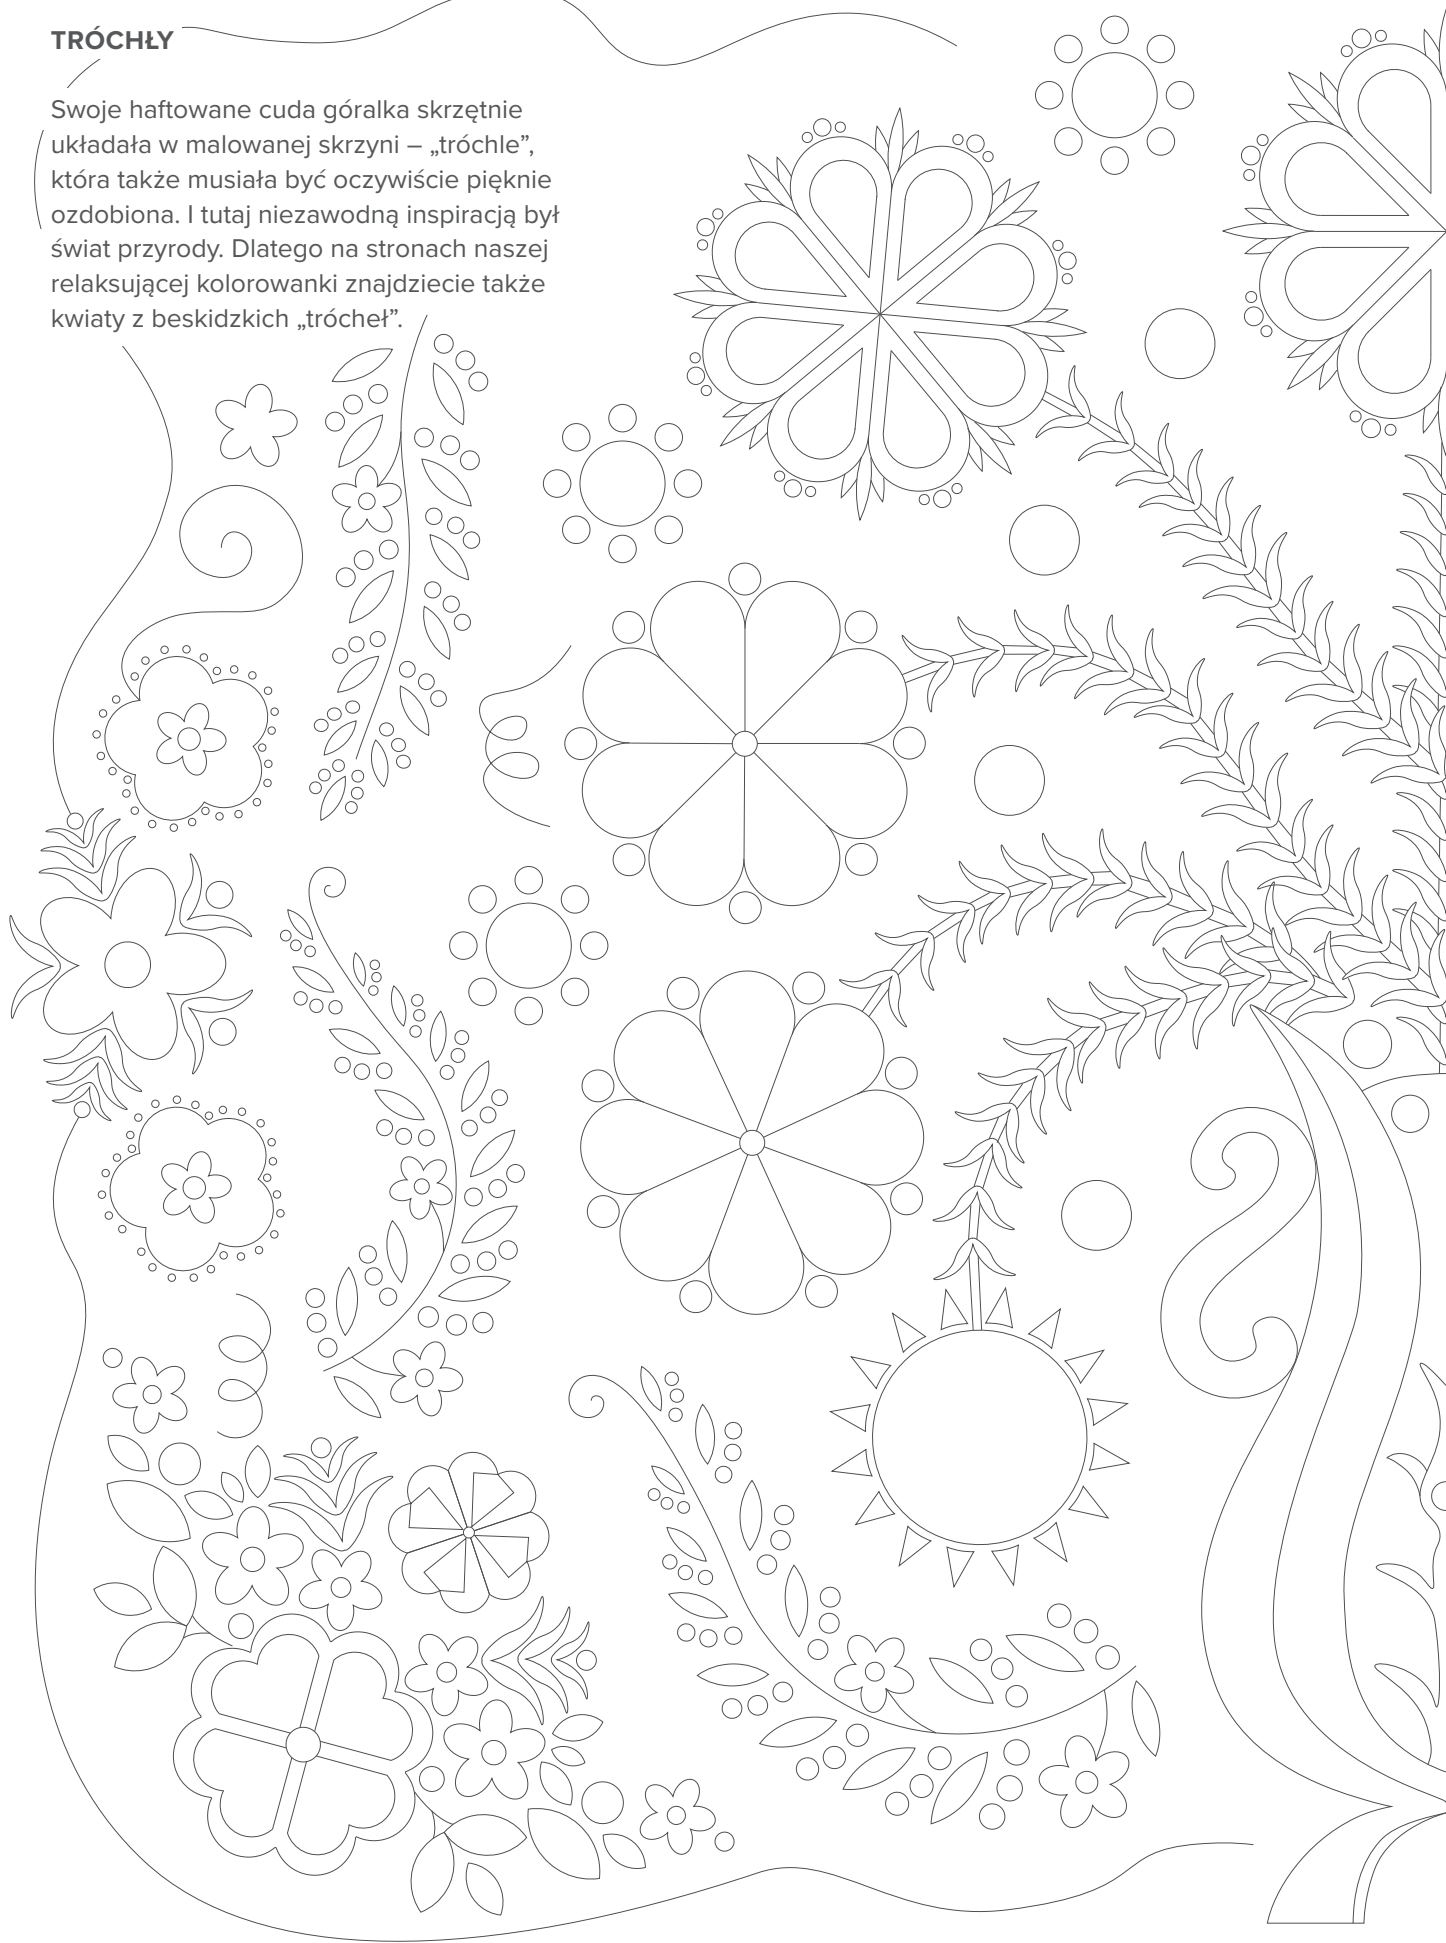 TRÓCHŁY
Swoje haftowane cuda góralka skrzętnie
układała w malowanej skrzyni – „tróchle”,
która także musiała być oczywiście pięknie
ozdobiona. I tutaj niezawodną inspiracją był
świat przyrody. Dlatego na stronach naszej
relaksującej kolorowanki znajdziecie także
kwiaty z beskidzkich „trócheł”.